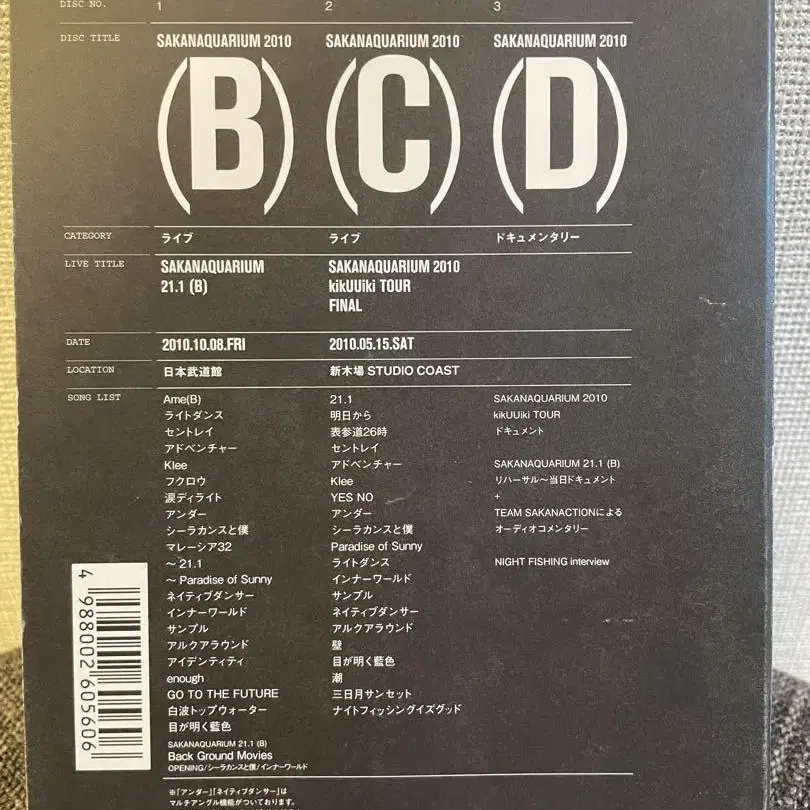 DISC NO.
1
2
3
DISC TITLE
SAKANAQUARIUM 2010
(B)
SAKANAQUARIUM 2010
(C)
SAKANAQUARIUM 2010
(D)
CATEGORY
ライブ
ライブ
ドキュメンタリー
LIVE TITLE
SAKANAQUARIUM
21.1 (B)
SAKANAQUARIUM 2010
kikUUiki TOUR
FINAL
DATE
2010.10.08.FRI
2010.05.15.SAT
LOCATION
日本武道館
新木場 STUDIO COAST
SONG LIST
Ame(B)
ライトダンス
セントレイ
アドベンチャー
Klee
フクロウ
涙ディライト
アンダー
シーラカンスと僕
マレーシア32
～ 21.1
～ Paradise of Sunny
ネイティブダンサー
インナーワールド
サンプル
アルクアラウンド
アイデンティティ
enough
GO TO THE FUTURE
白波トップウォーター
目が明く藍色
SAKANAQUARIUM 21.1 (B)
Back Ground Movies
OPENING/シーラカンスと僕/インナーワールド
※「アンダー」「ネイティブダンサー」は
マルチアングル機能がついております。
21.1
明日から
表参道26時
セントレイ
アドベンチャー
Klee
YES NO
アンダー
シーラカンスと僕
Paradise of Sunny
ライトダンス
インナーワールド
サンプル
ネイティブダンサー
アルクアラウンド
壁
目が明く藍色
潮
三日月サンセット
ナイトフィッシングイズグッド
SAKANAQUARIUM 2010
kikUUiki TOUR
ドキュメント
SAKANAQUARIUM 21.1 (B)
リハーサル～当日ドキュメント
+
TEAM SAKANACTIONによる
オーディオコメンタリー
NIGHT FISHING interview
4 988002 605606